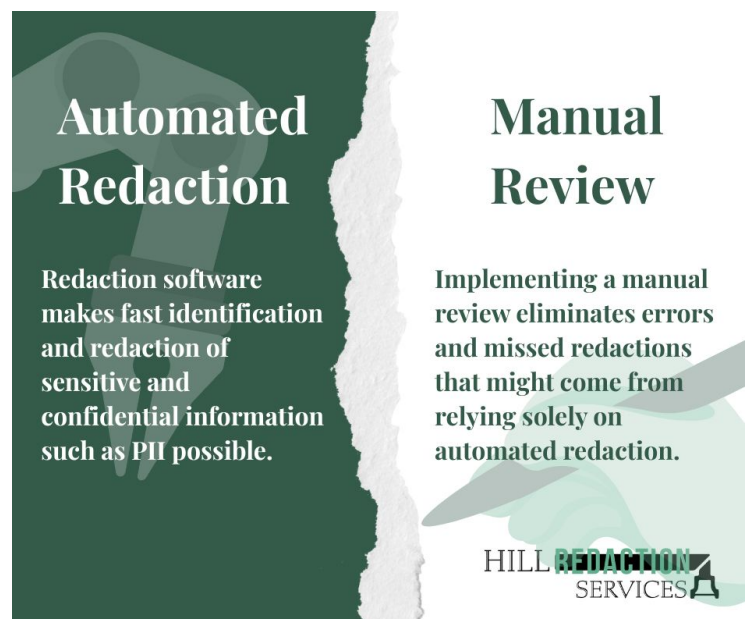 Automated
Redaction
Redaction software
makes fast identification
and redaction of
sensitive and
confidential information
such as PII possible.
Manual
Review
Implementing a manual
review eliminates errors
and missed redactions
that might come from
relying solely on
automated redaction.
HILL REDACTION
SERVICES